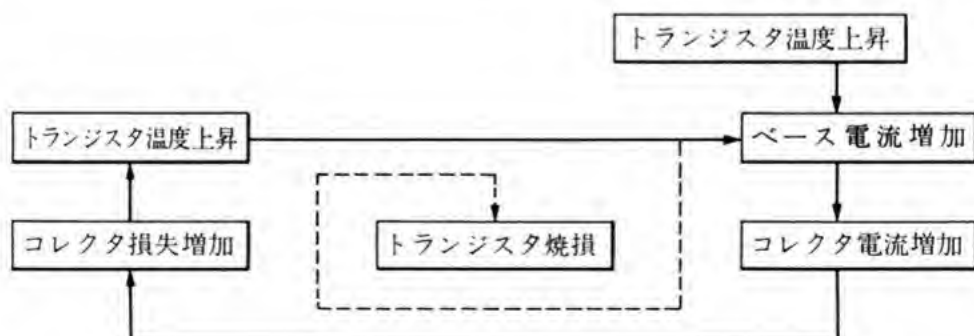 トランジスタ温度上昇
トランジスタ温度上昇
ベース電流増加
コレクタ損失増加
トランジスタ焼損
コレクタ電流増加